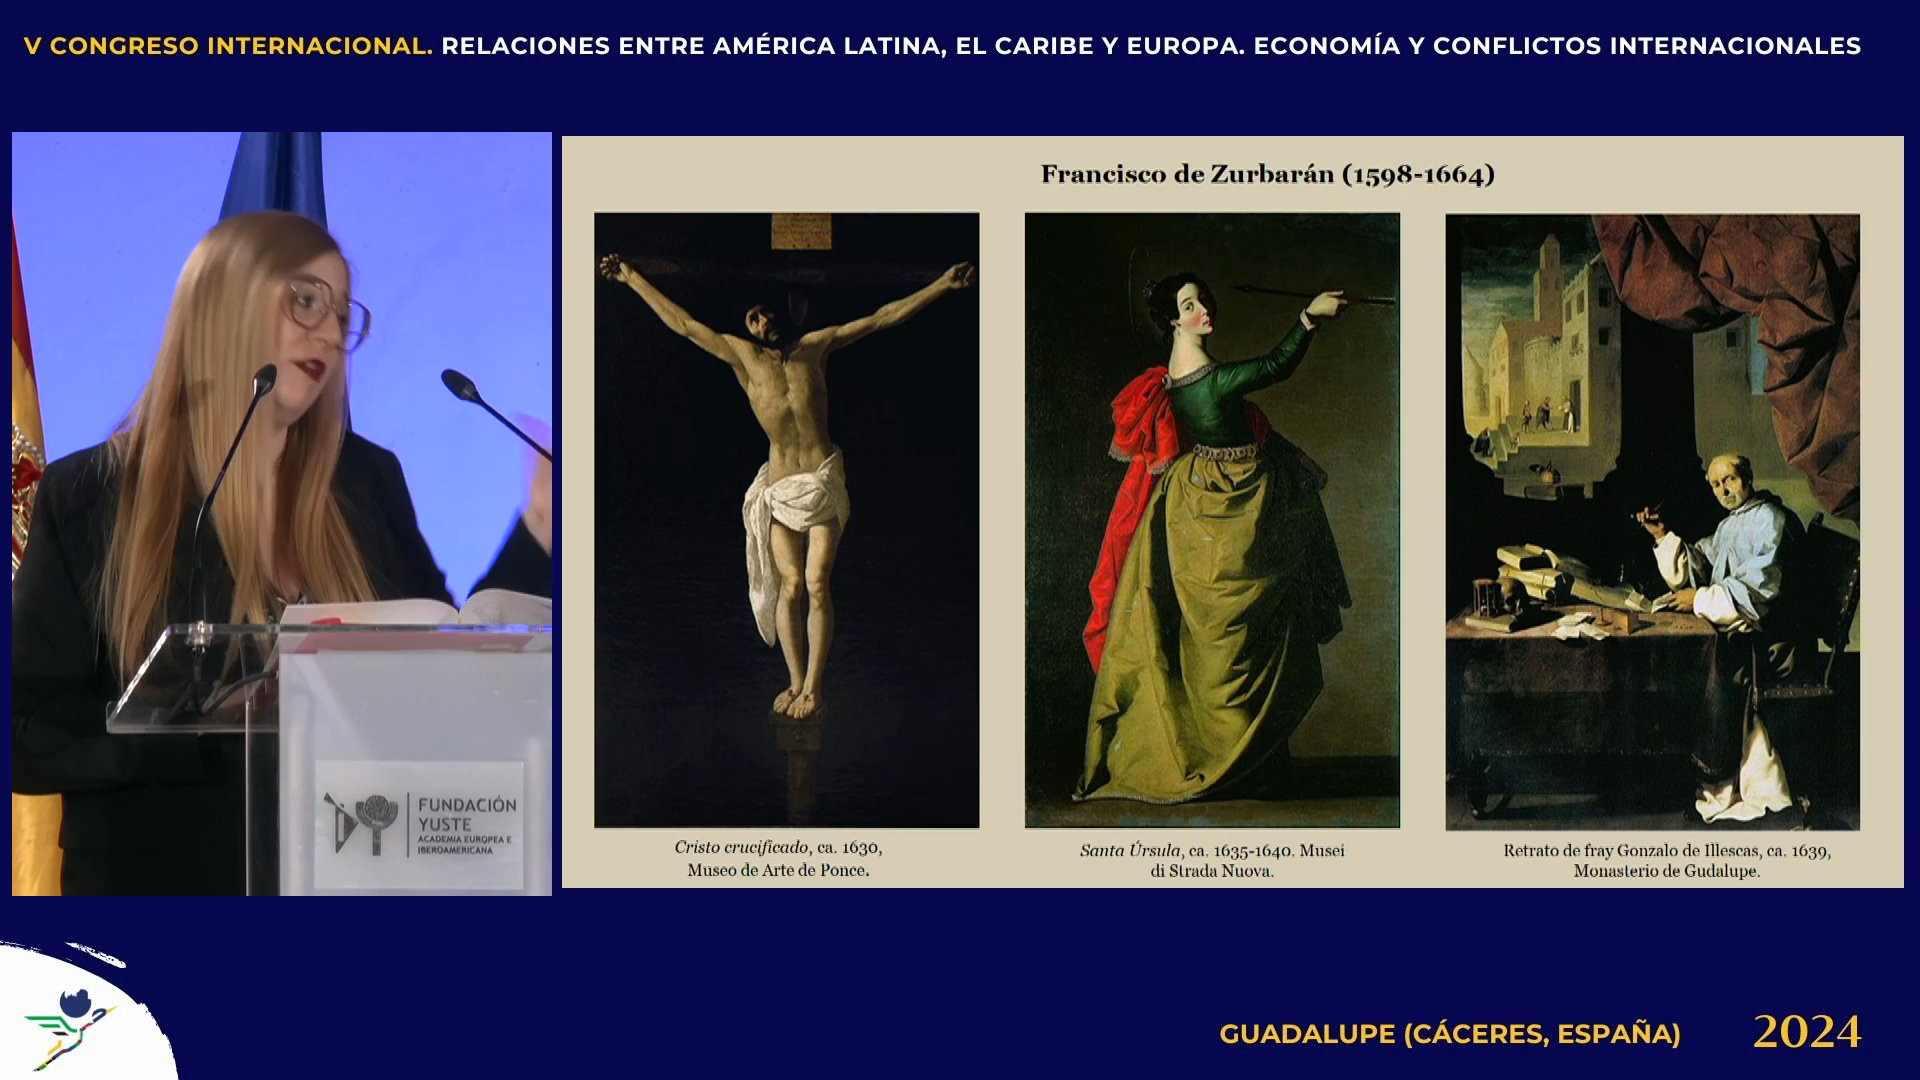 V CONGRESO INTERNACIONAL. RELACIONES ENTRE AMÉRICA LATINA, EL CARIBE Y EUROPA. ECONOMÍA Y CONFLICTOS INTERNACIONALES
Francisco de Zurbarán (1598-1664)
Cristo crucificado, ca. 1630,
Museo de Arte de Ponce.
Santa Úrsula, ca. 1635-1640. Musei
di Strada Nuova.
Retrato de fray Gonzalo de Illescas, ca. 1639,
Monasterio de Gudalupe.
FUNDACIÓN
YUSTE
ACADEMIA EUROPEA E
IBEROAMERICANA
GUADALUPE (CÁCERES, ESPAÑA)
2024